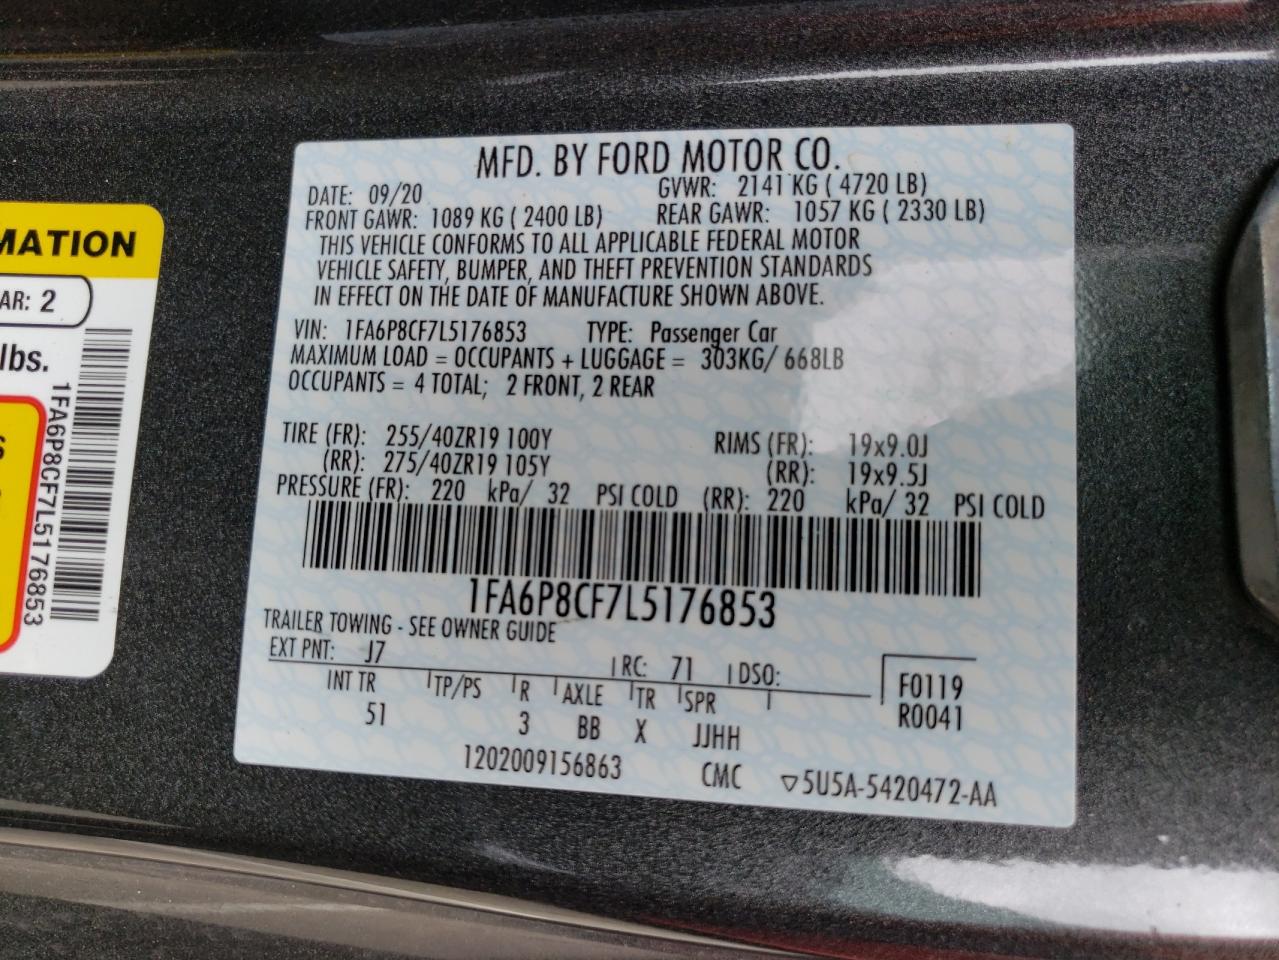 MFD. BY FORD MOTOR CO.
DATE: 09/20 GVWR: 2141 KG ( 4720 LB)
FRONT GAWR: 1089 KG ( 2400 LB) REAR GAWR: 1057 KG ( 2330 LB)
THIS VEHICLE CONFORMS TO ALL APPLICABLE FEDERAL MOTOR
VEHICLE SAFETY, BUMPER, AND THEFT PREVENTION STANDARDS
IN EFFECT ON THE DATE OF MANUFACTURE SHOWN ABOVE.
VIN: 1FA6P8CF7L5176853 TYPE: Passenger Car
MAXIMUM LOAD = OCCUPANTS + LUGGAGE = 303KG/ 668LB
OCCUPANTS = 4 TOTAL; 2 FRONT, 2 REAR
TIRE (FR): 255/40ZR19 100Y RIMS (FR): 19x9.0J
(RR): 275/40ZR19 105Y (RR): 19x9.5J
PRESSURE (FR): 220 kPa/ 32 PSI COLD (RR): 220 kPa/ 32 PSI COLD
1FA6P8CF7L5176853
TRAILER TOWING - SEE OWNER GUIDE
EXT PNT: J7 RC: 71 DSO:
INT TR TP/PS R AXLE TR SPR F0119
51 3 BB X JJHH R0041
1202009156863 CMC ▽5U5A-5420472-AA
MATION
AR: 2
lbs.
1FA6P8CF7L5176853
S